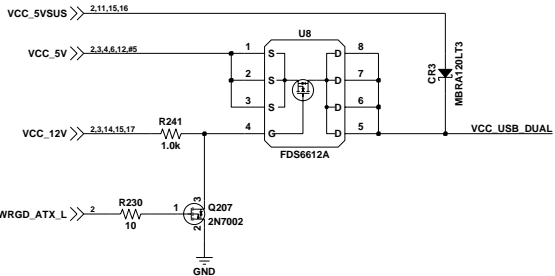 VCC_5VSUS 2,11,15,16
U8
VCC_5V 2,3,4,6,12,#5
1 S D 8
2 S D 7
3 S D 6
4 G D 5
CR3
MBRA120LT3
VCC_USB_DUAL
VCC_12V 2,3,14,15,17
R241
1.0k
FDS6612A
WRGD_ATX_L 2
R230
10
1
3
2
Q207
2N7002
GND